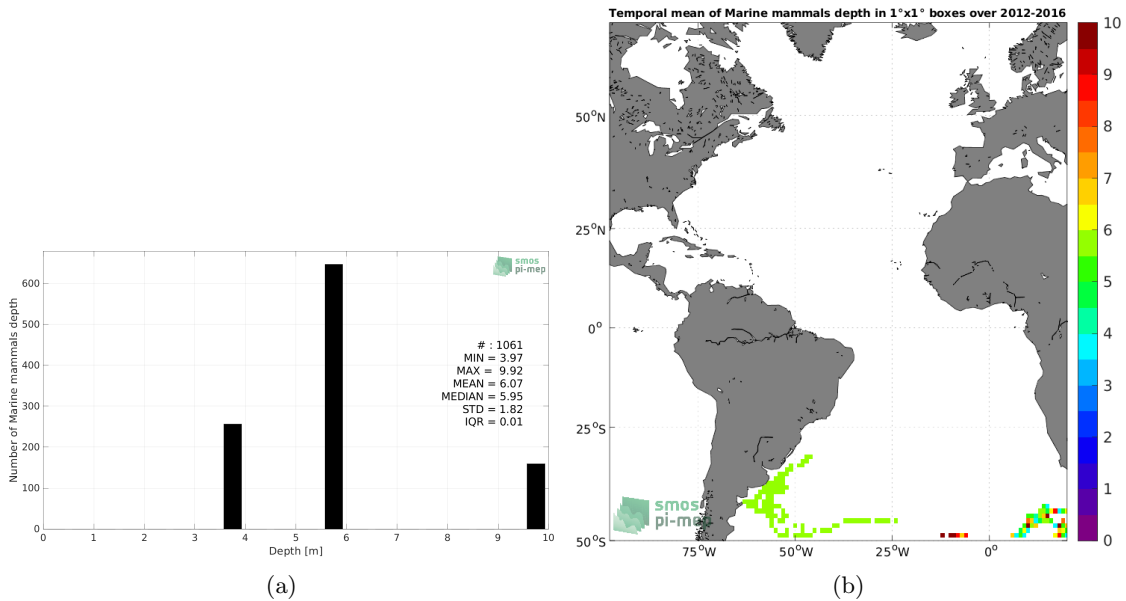 Temporal mean of Marine mammals depth in 1°x1° boxes over 2012-2016
smos
pi-mep
Number of Marine mammals depth
600
500
400
300
200
100
0
# : 1061
MIN = 3.97
MAX = 9.92
MEAN = 6.07
MEDIAN = 5.95
STD = 1.82
IQR = 0.01
0 1 2 3 4 5 6 7 8 9 10
Depth [m]
(a)
50°N
25°N
0°
25°S
50°S
75°W 50°W 25°W 0°
smos
pi-mep
10
9
8
7
6
5
4
3
2
1
0
(b)